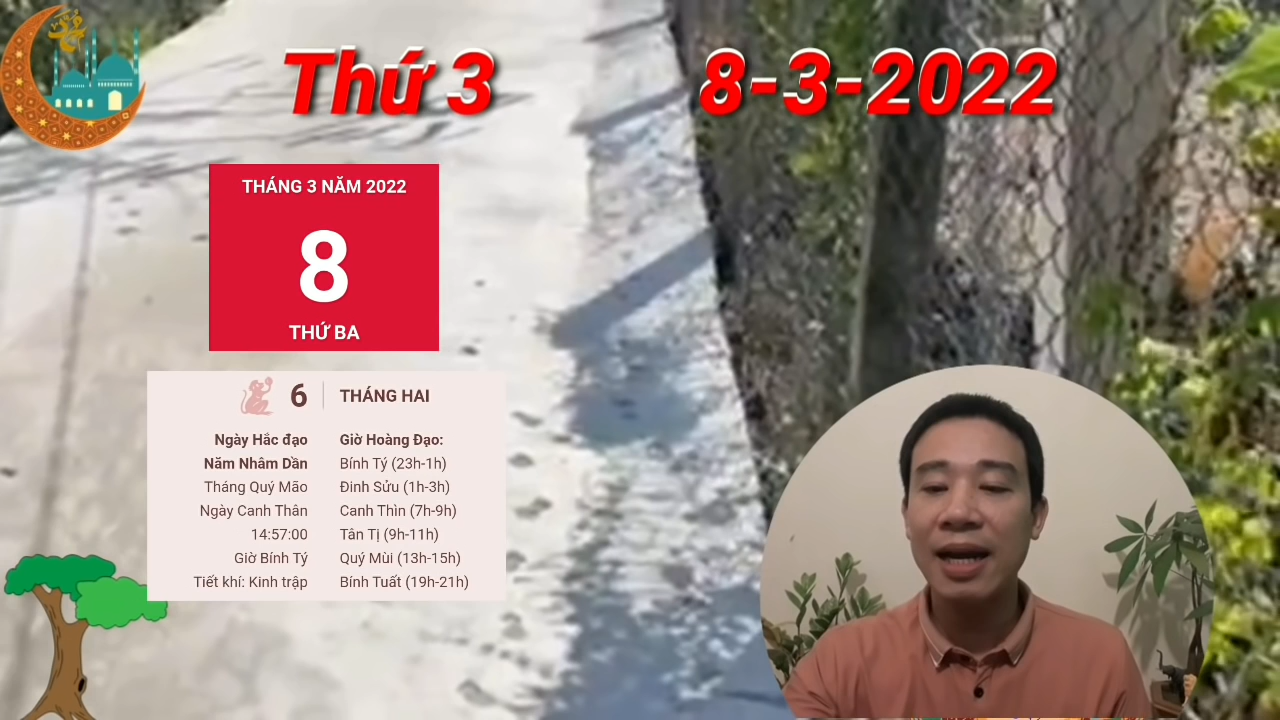 Thứ 3 8-3-2022
THÁNG 3 NĂM 2022
8
THỨ BA
6 THÁNG HAI
Ngày Hắc đạo
Năm Nhâm Dần
Tháng Quý Mão
Ngày Canh Thân
14:57:00
Giờ Bính Tý
Tiết khí: Kinh trập
Giờ Hoàng Đạo:
Bính Tý (23h-1h)
Đinh Sửu (1h-3h)
Canh Thìn (7h-9h)
Tân Tị (9h-11h)
Quý Mùi (13h-15h)
Bính Tuất (19h-21h)